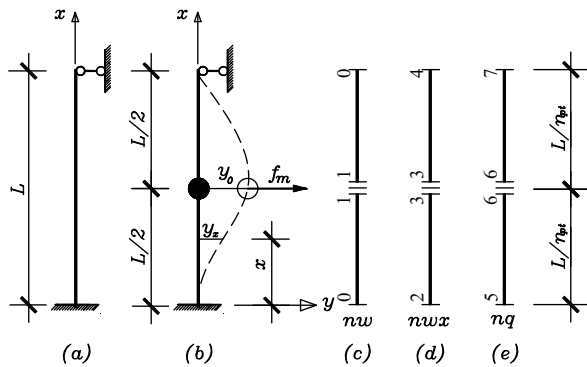 x
x
L
L/2
L/2
y₀
fₘ
yₓ
x
y
0
1
1
0
nw
4
3
3
2
nwx
7
6
6
5
nq
L/nₚₜ
L/nₚₜ
(a)
(b)
(c)
(d)
(e)